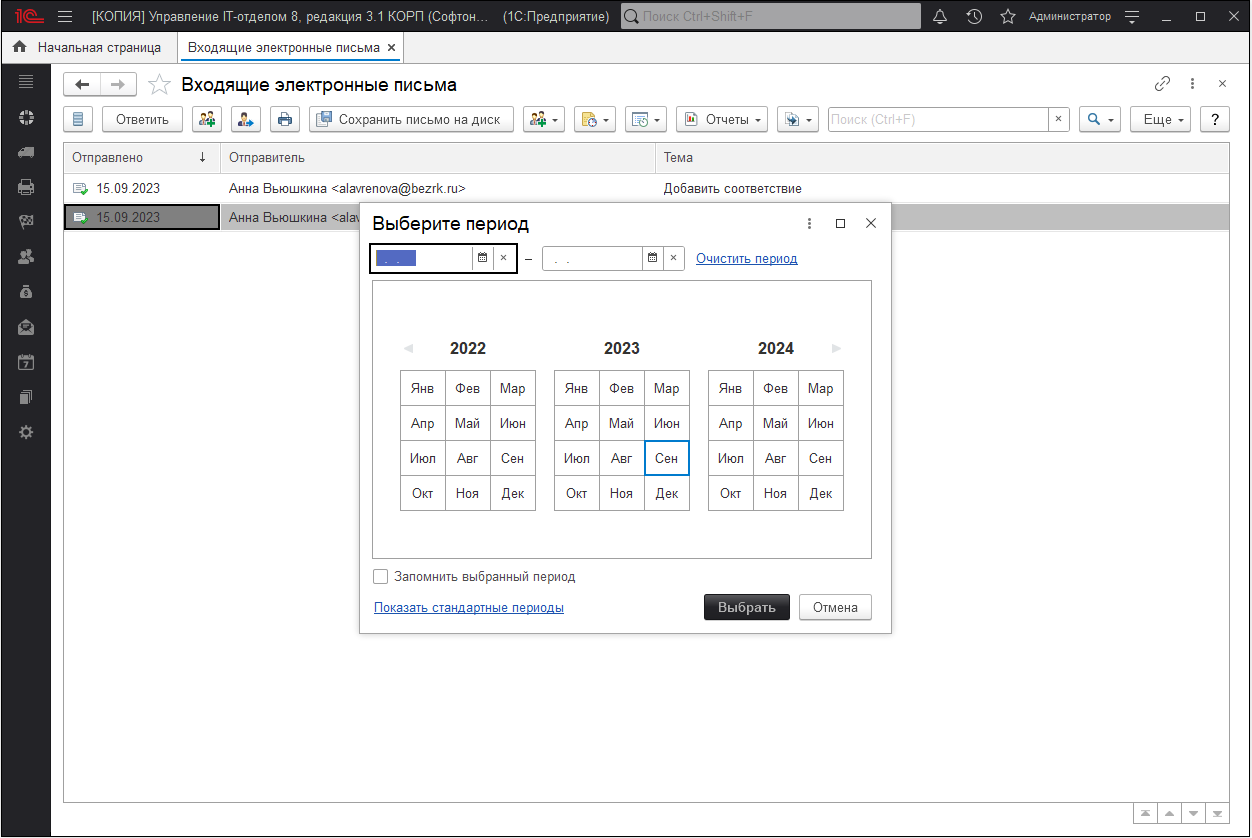 1С [КОПИЯ] Управление IT-отделом 8, редакция 3.1 КОРП (Софтон... (1С:Предприятие) Поиск Ctrl+Shift+F Администратор
Начальная страница Входящие электронные письма ×
Входящие электронные письма
Ответить Сохранить письмо на диск Отчеты Поиск (Ctrl+F) × Еще ?
Отправлено ↓ Отправитель Тема
15.09.2023 Анна Вьюшкина <alavrenova@bezrk.ru> Добавить соответствие
15.09.2023 Анна Вьюшкина <alav
Выберите период
. . × – . . × Очистить период
2022 2023 2024
Янв Фев Мар Янв Фев Мар Янв Фев Мар
Апр Май Июн Апр Май Июн Апр Май Июн
Июл Авг Сен Июл Авг Сен Июл Авг Сен
Окт Ноя Дек Окт Ноя Дек Окт Ноя Дек
Запомнить выбранный период
Показать стандартные периоды Выбрать Отмена
7